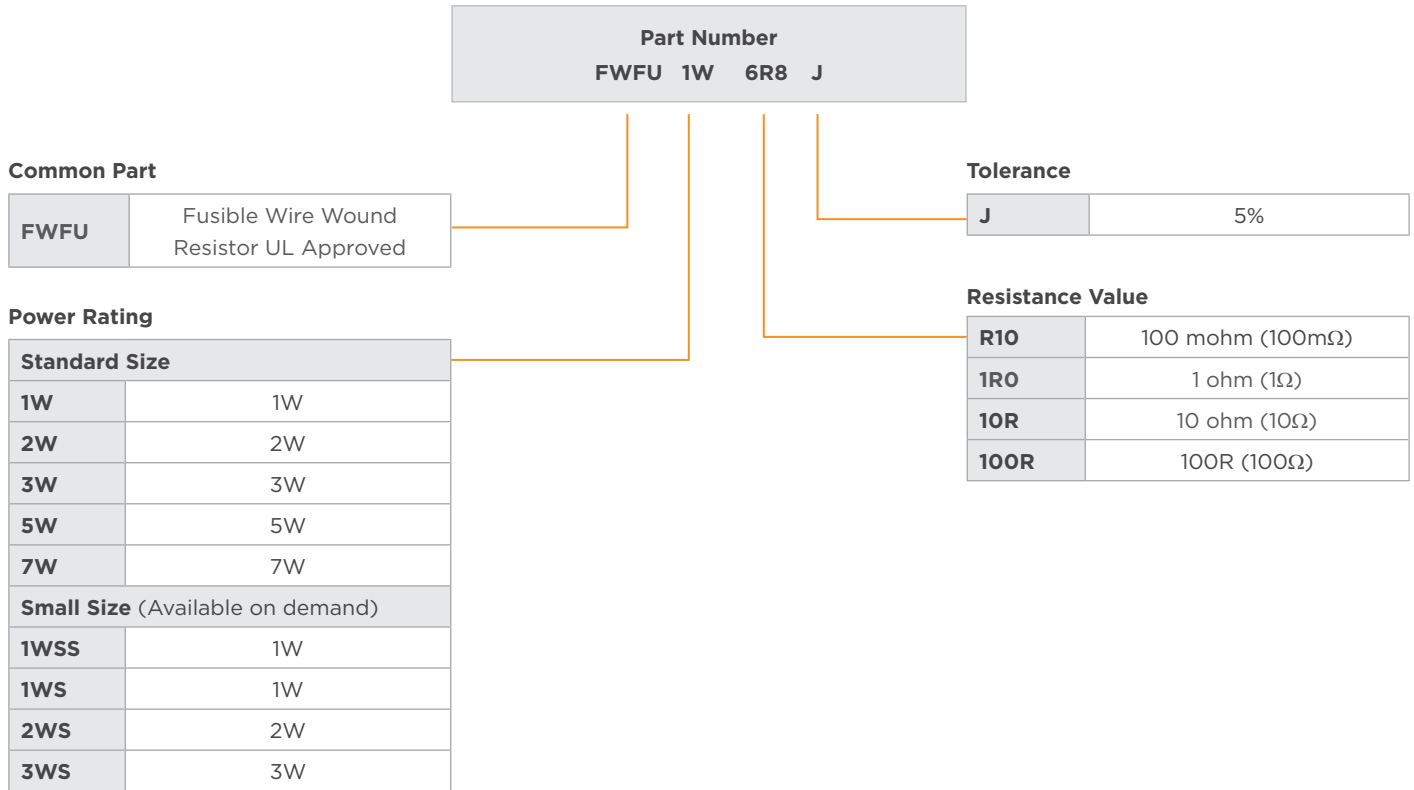 Part Number
FWFU 1W 6R8 J
Common Part
FWFU Fusible Wire Wound
Resistor UL Approved
Power Rating
Standard Size
1W 1W
2W 2W
3W 3W
5W 5W
7W 7W
Small Size (Available on demand)
1WSS 1W
1WS 1W
2WS 2W
3WS 3W
Tolerance
J 5%
Resistance Value
R10 100 mohm (100mΩ)
1R0 1 ohm (1Ω)
10R 10 ohm (10Ω)
100R 100R (100Ω)